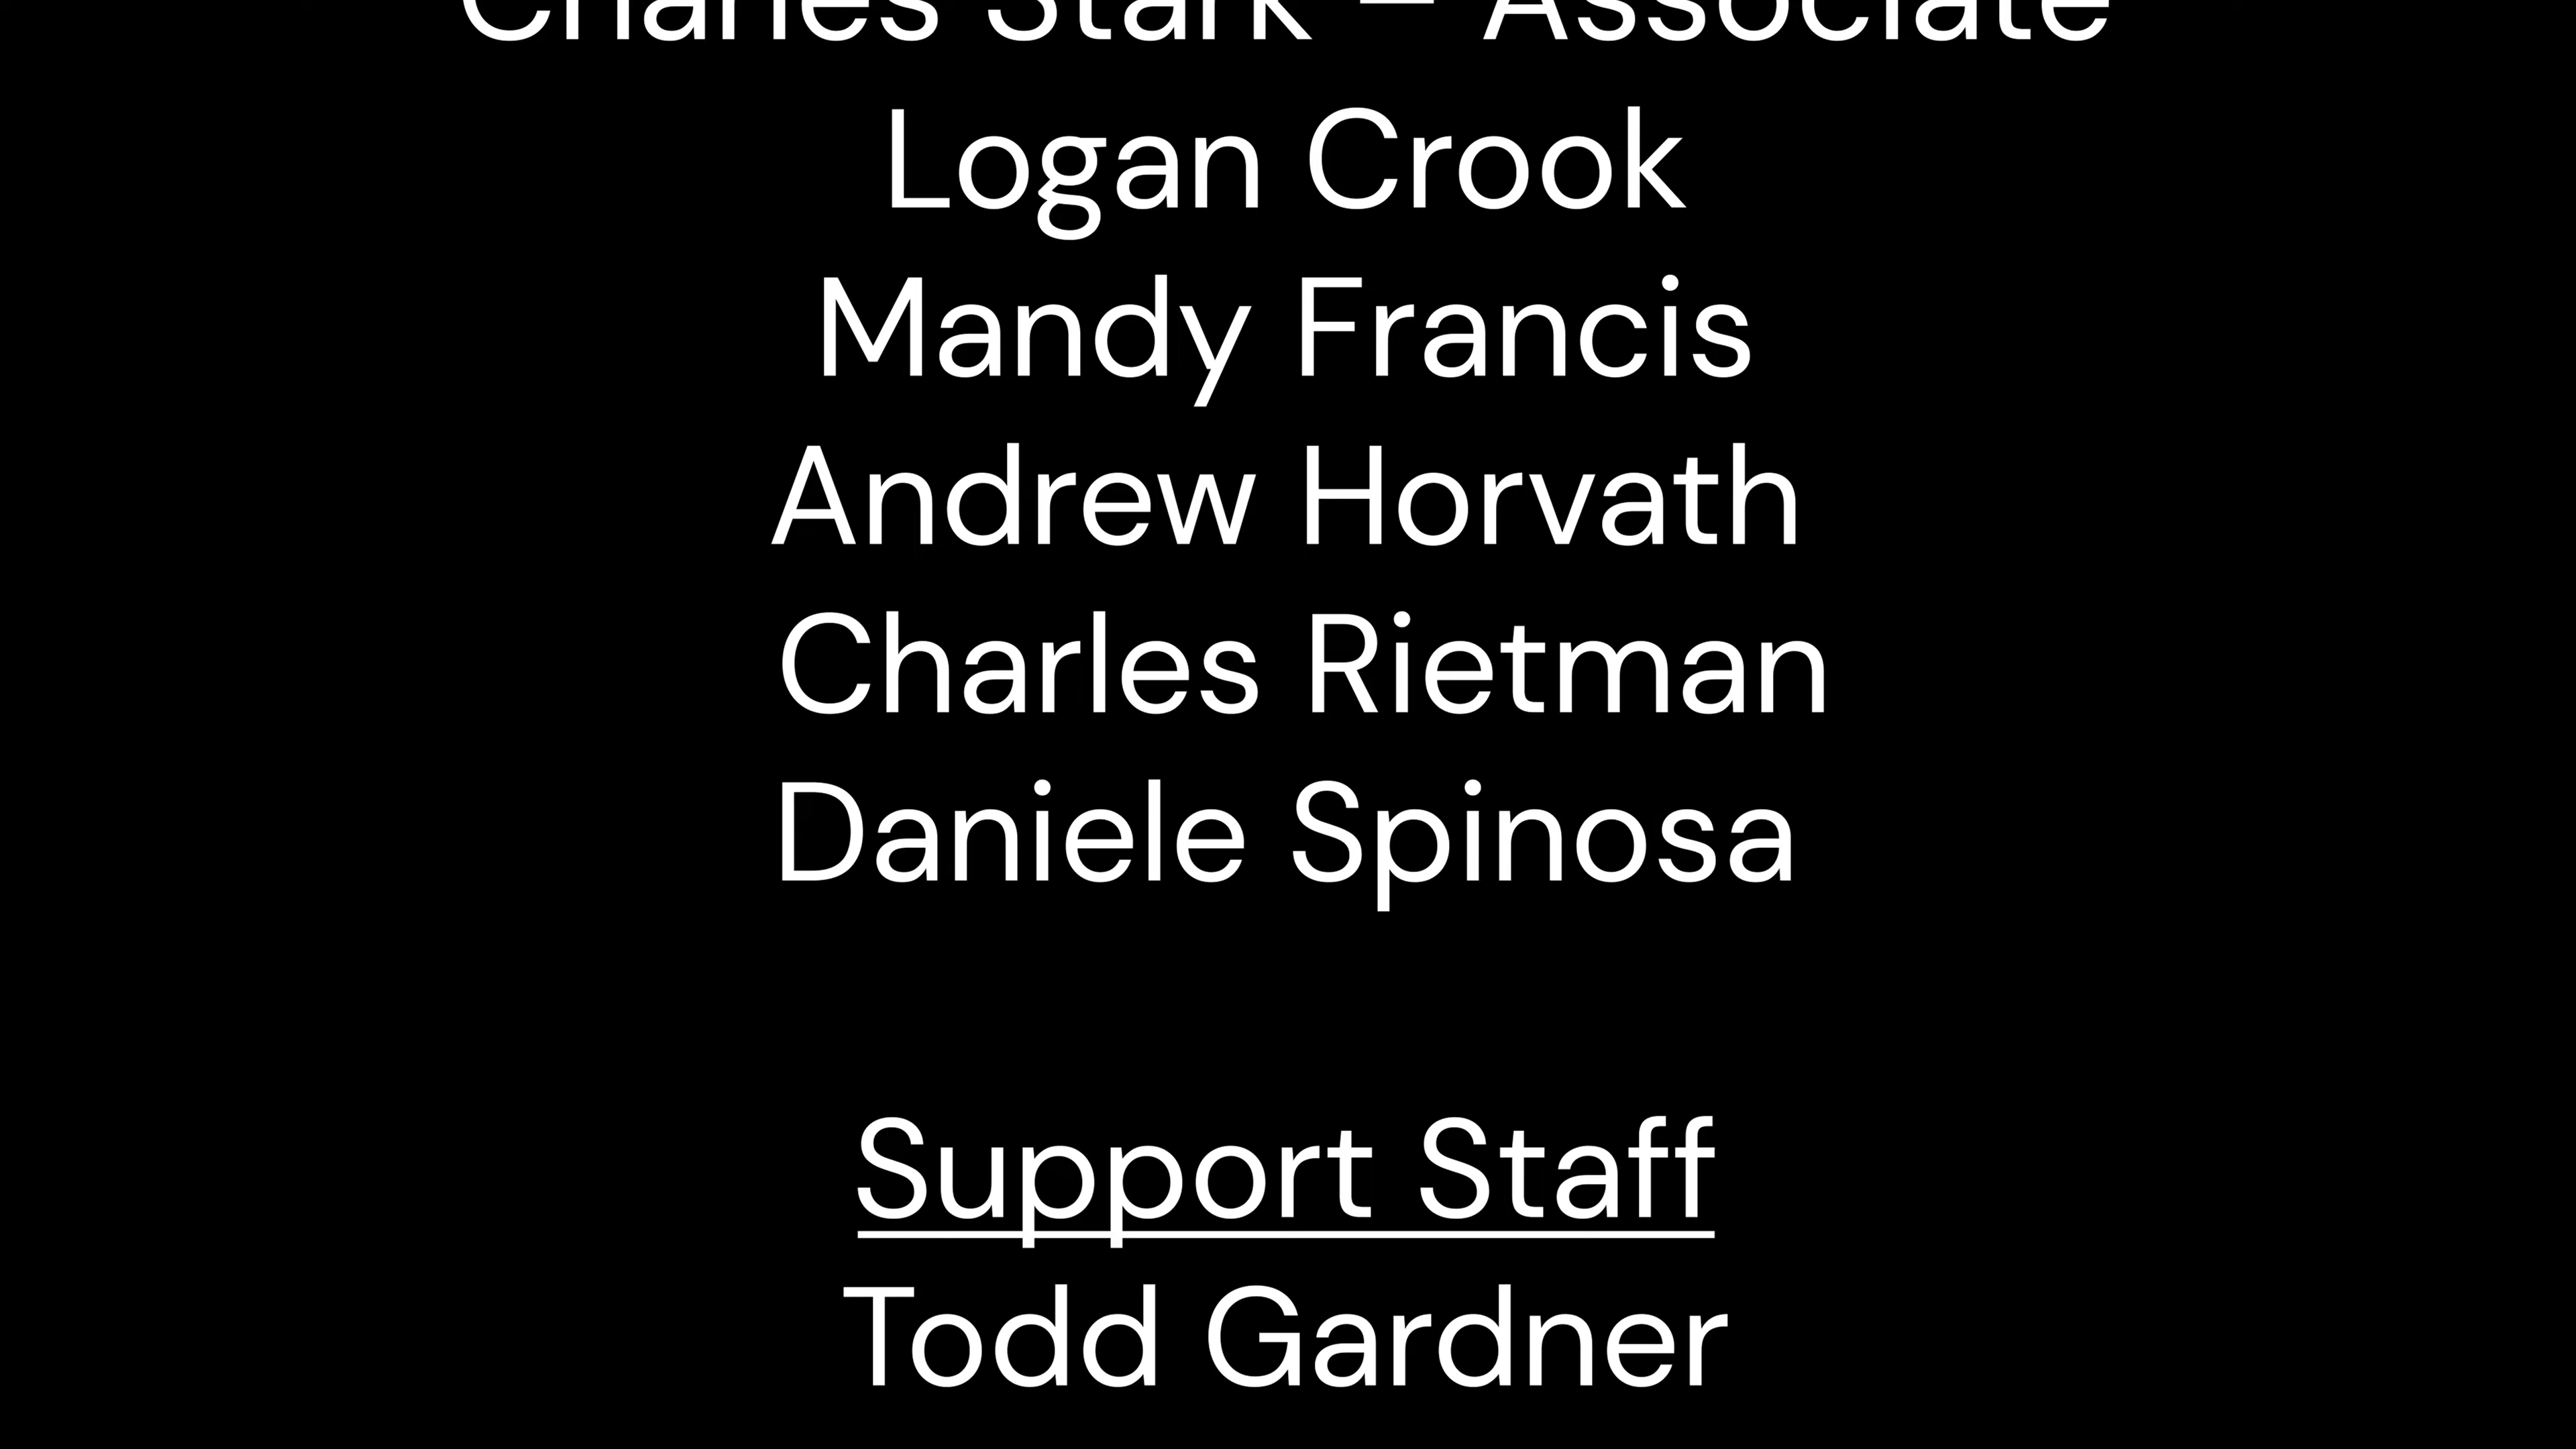 Charles Stark – Associate
Logan Crook
Mandy Francis
Andrew Horvath
Charles Rietman
Daniele Spinosa
Support Staff
Todd Gardner